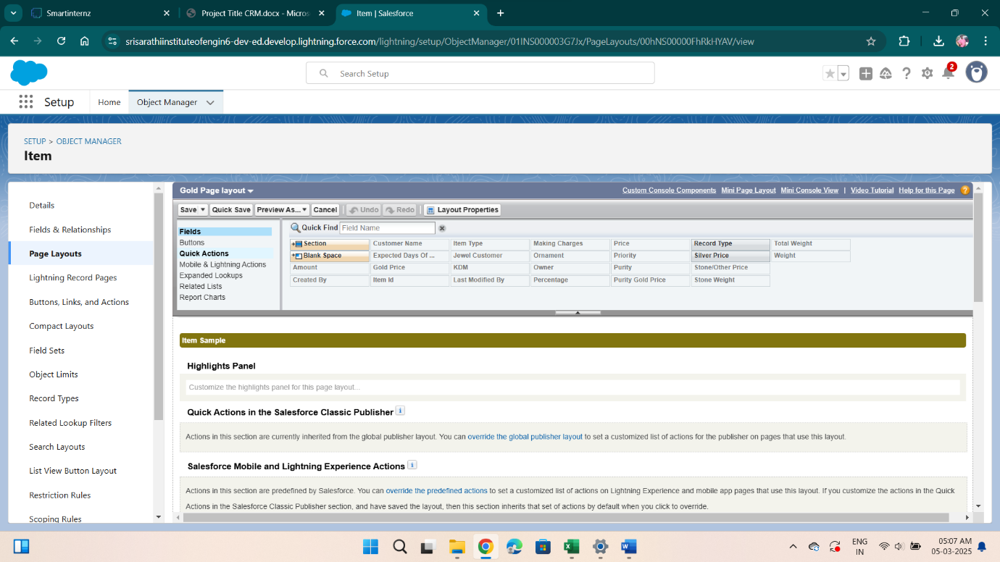 Smartinternz
Project Title CRM.docx - Micros
Item | Salesforce
srisarathiinstituteofengin6-dev-ed.develop.lightning.force.com/lightning/setup/ObjectManager/01INS000003G7Jx/PageLayouts/00hNS00000FhRkHYAV/view
Search Setup
2
Setup
Home
Object Manager
SETUP > OBJECT MANAGER
Item
Details
Fields & Relationships
Page Layouts
Lightning Record Pages
Buttons, Links, and Actions
Compact Layouts
Field Sets
Object Limits
Record Types
Related Lookup Filters
Search Layouts
List View Button Layout
Restriction Rules
Scoping Rules
Gold Page layout
Custom Console Components Mini Page Layout Mini Console View | Video Tutorial Help for this Page
Save Quick Save Preview As... Cancel Undo Redo Layout Properties
Fields
Buttons
Quick Actions
Mobile & Lightning Actions
Expanded Lookups
Related Lists
Report Charts
Quick Find Field Name
Section Customer Name Item Type Making Charges Price Record Type Total Weight
Blank Space Expected Days Of ... Jewel Customer Ornament Priority Silver Price Weight
Amount Gold Price KDM Owner Purity Stone/Other Price
Created By Item Id Last Modified By Percentage Purity Gold Price Stone Weight
Item Sample
Highlights Panel
Customize the highlights panel for this page layout...
Quick Actions in the Salesforce Classic Publisher
Actions in this section are currently inherited from the global publisher layout. You can override the global publisher layout to set a customized list of actions for the publisher on pages that use this layout.
Salesforce Mobile and Lightning Experience Actions
Actions in this section are predefined by Salesforce. You can override the predefined actions to set a customized list of actions on Lightning Experience and mobile app pages that use this layout. If you customize the actions in the Quick
Actions in the Salesforce Classic Publisher section, and have saved the layout, then this section inherits that set of actions by default when you click to override.
ENG
IN
05:07 AM
05-03-2025